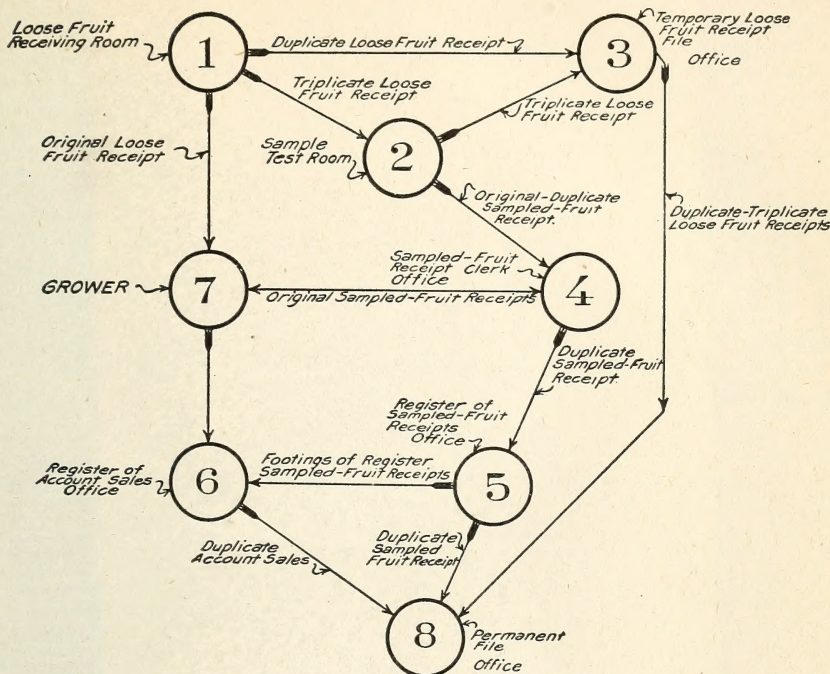 Loose Fruit
Receiving Room
1
Duplicate Loose Fruit Receipt
3
Temporary Loose
Fruit Receipt
File
Office
Triplicate Loose
Fruit Receipt
Triplicate Loose
Fruit Receipt
Original Loose
Fruit Receipt
Sample
Test Room
2
Original-Duplicate
Sampled-Fruit
Receipt.
Duplicate-Triplicate
Loose Fruit Receipts
GROWER
7
Sampled-Fruit
Receipt Clerk
Office
4
Original Sampled-Fruit Receipts
Duplicate
Sampled-Fruit
Receipt.
Register of
Sampled-Fruit
Receipts
Office
Register of
Account Sales
Office
6
Footings of Register
Sampled-Fruit Receipts
5
Duplicate
Account Sales
Duplicate
Sampled
Fruit Receipt
8
Permanent
File
Office